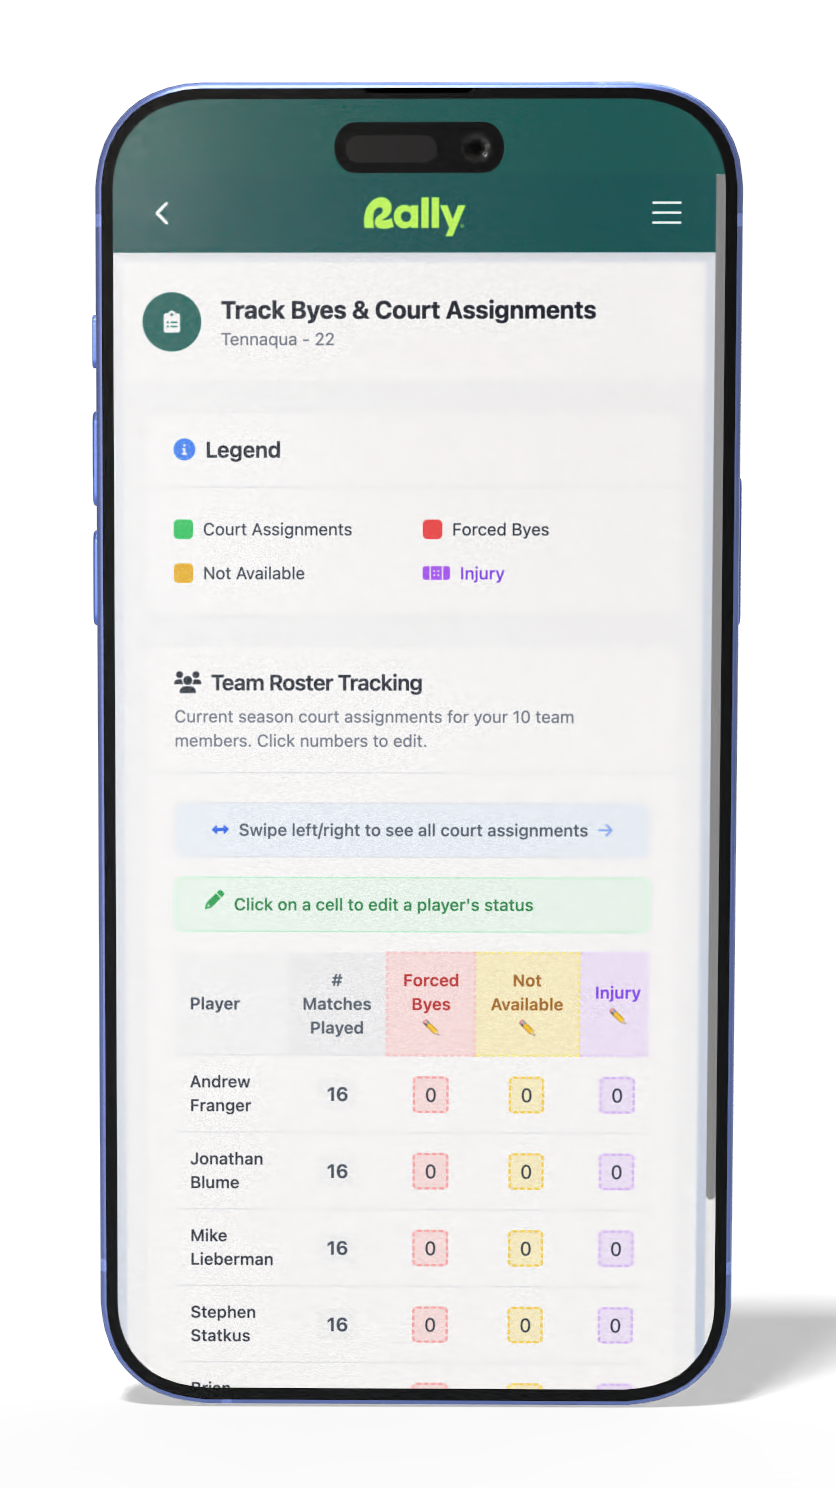 Rally
Track Byes & Court Assignments
Tennaqua - 22
Legend
Court Assignments
Forced Byes
Not Available
Injury
Team Roster Tracking
Current season court assignments for your 10 team
members. Click numbers to edit.
Swipe left/right to see all court assignments
Click on a cell to edit a player's status
Player
#
Matches
Played
Forced
Byes
Not
Available
Injury
Andrew
Franger
16
0
0
0
Jonathan
Blume
16
0
0
0
Mike
Lieberman
16
0
0
0
Stephen
Statkus
16
0
0
0